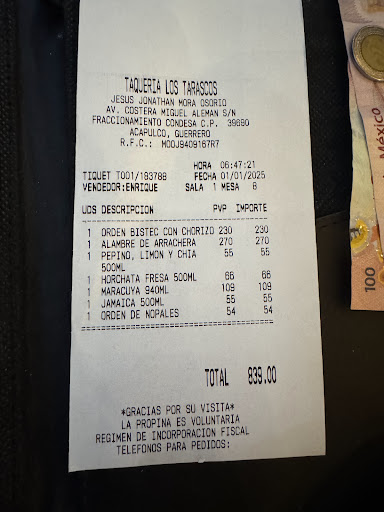 TAQUERIA LOS TARASCOS
JESUS JONATHAN MORA OSORIO
AV. COSTERA MIGUEL ALEMAN S/N
FRACCIONAMIENTO CONDESA C.P. 39690
ACAPULCO, GUERRERO
R.F.C.: MOOJ9409167R7
HORA 06:47:21
TIQUET T001/193788 FECHA 01/01/2025
VENDEDOR:ENRIQUE SALA 1 MESA 8
UDS DESCRIPCION PVP IMPORTE
1 ORDEN BISTEC CON CHORIZO 230 230
1 ALAMBRE DE ARRACHERA 270 270
1 PEPINO, LIMON Y CHIA 55 55
500ML
1 HORCHATA FRESA 500ML 66 66
1 MARACUYA 940ML 109 109
1 JAMAICA 500ML 55 55
1 ORDEN DE NOPALES 54 54
TOTAL 839.00
*GRACIAS POR SU VISITA*
LA PROPINA ES VOLUNTARIA
REGIMEN DE INCORPORACION FISCAL
TELEFONOS PARA PEDIDOS:
México
100